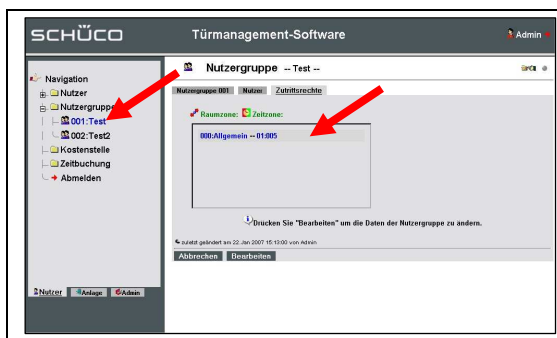 SCHÜCO Türmanagement-Software Admin
Nutzergruppe -- Test --
Navigation
Nutzer
Nutzergruppe
001:Test
002:Test2
Kostenstelle
Zeitbuchung
Abmelden
Nutzergruppe 001 Nutzer Zutrittsrechte
Raumzone: Zeitzone:
000:Allgemein -- 01:005
Drücken Sie "Bearbeiten" um die Daten der Nutzergruppe zu ändern.
zuletzt geändert am 22 Jan 2007 15:13:00 von Admin
Abbrechen Bearbeiten
Nutzer Anlage Admin